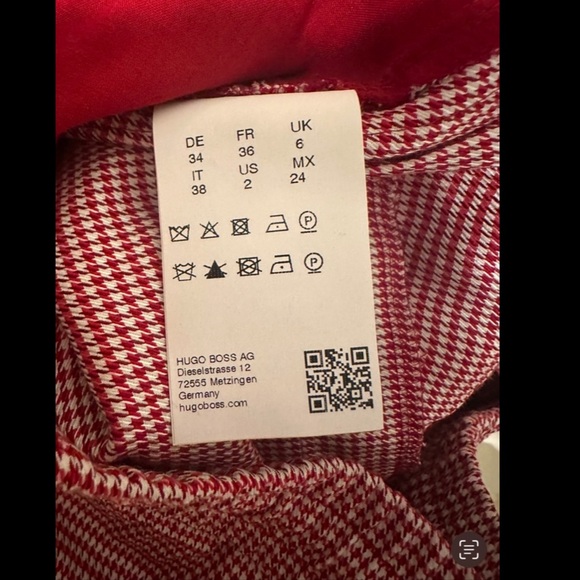 DE FR UK
34 36 6
IT US MX
38 2 24
P
P
HUGO BOSS AG
Dieselstrasse 12
72555 Metzingen
Germany
hugoboss.com